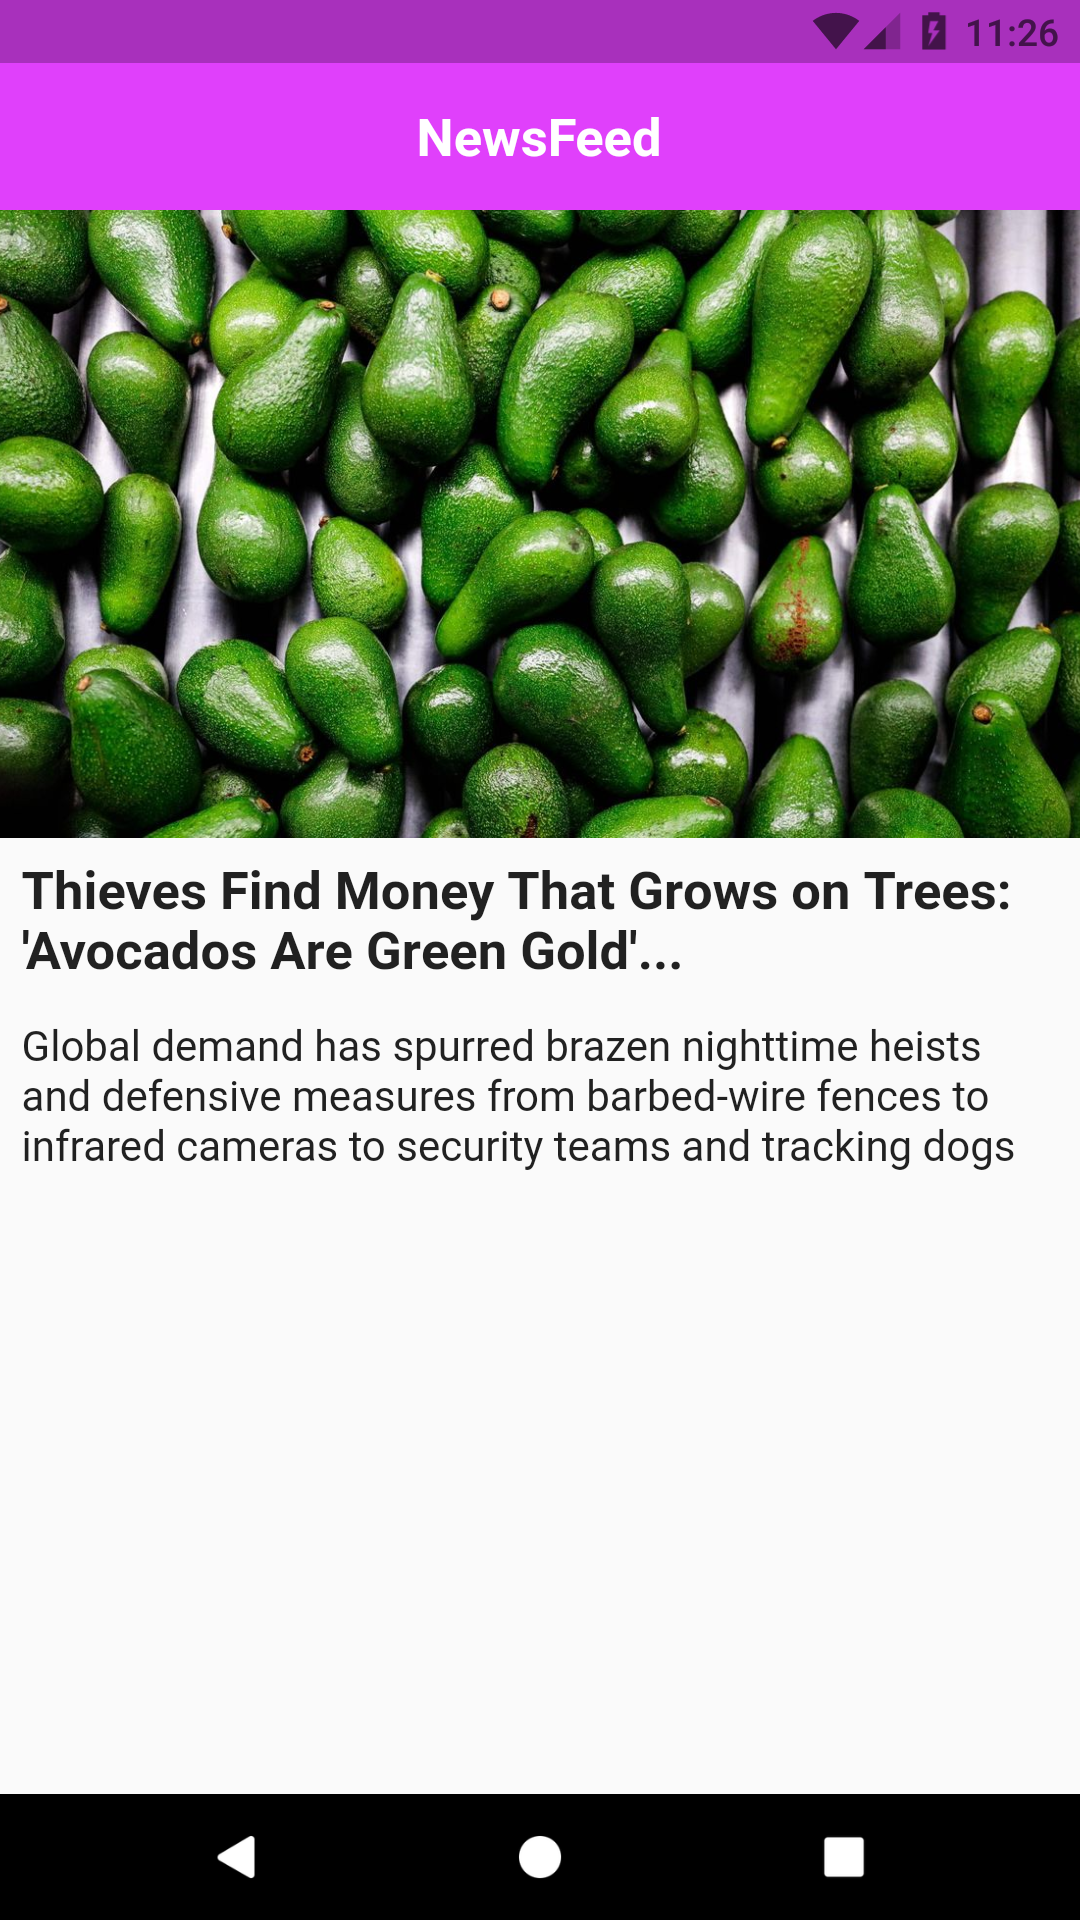 11:26
NewsFeed
Thieves Find Money That Grows on Trees:
'Avocados Are Green Gold'...
Global demand has spurred brazen nighttime heists
and defensive measures from barbed-wire fences to
infrared cameras to security teams and tracking dogs